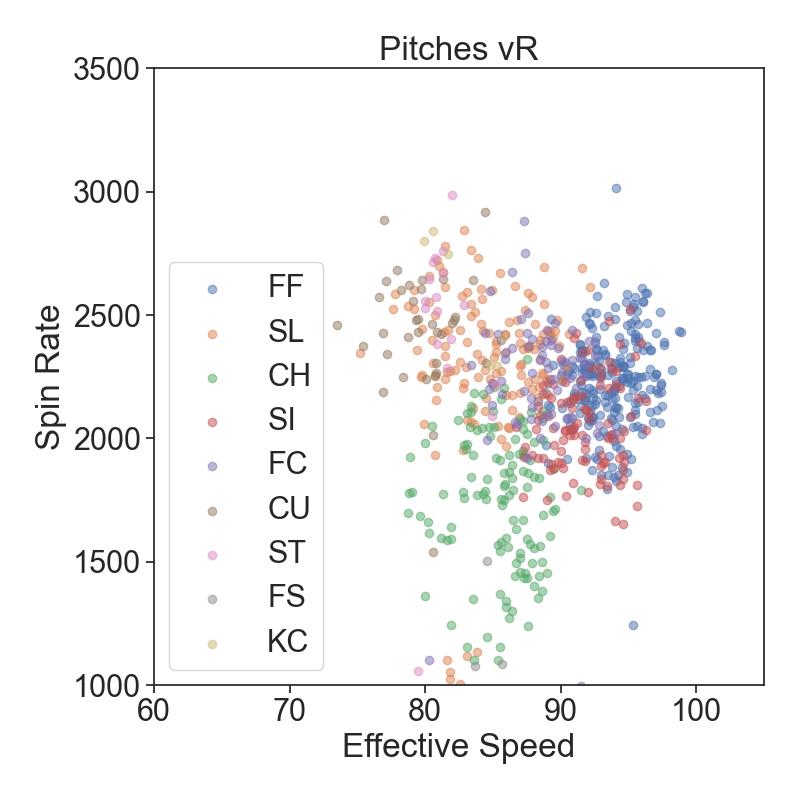 Pitches vR
3500
3000
2500
2000
1500
1000
Spin Rate
FF
SL
CH
SI
FC
CU
ST
FS
KC
60 70 80 90 100
Effective Speed